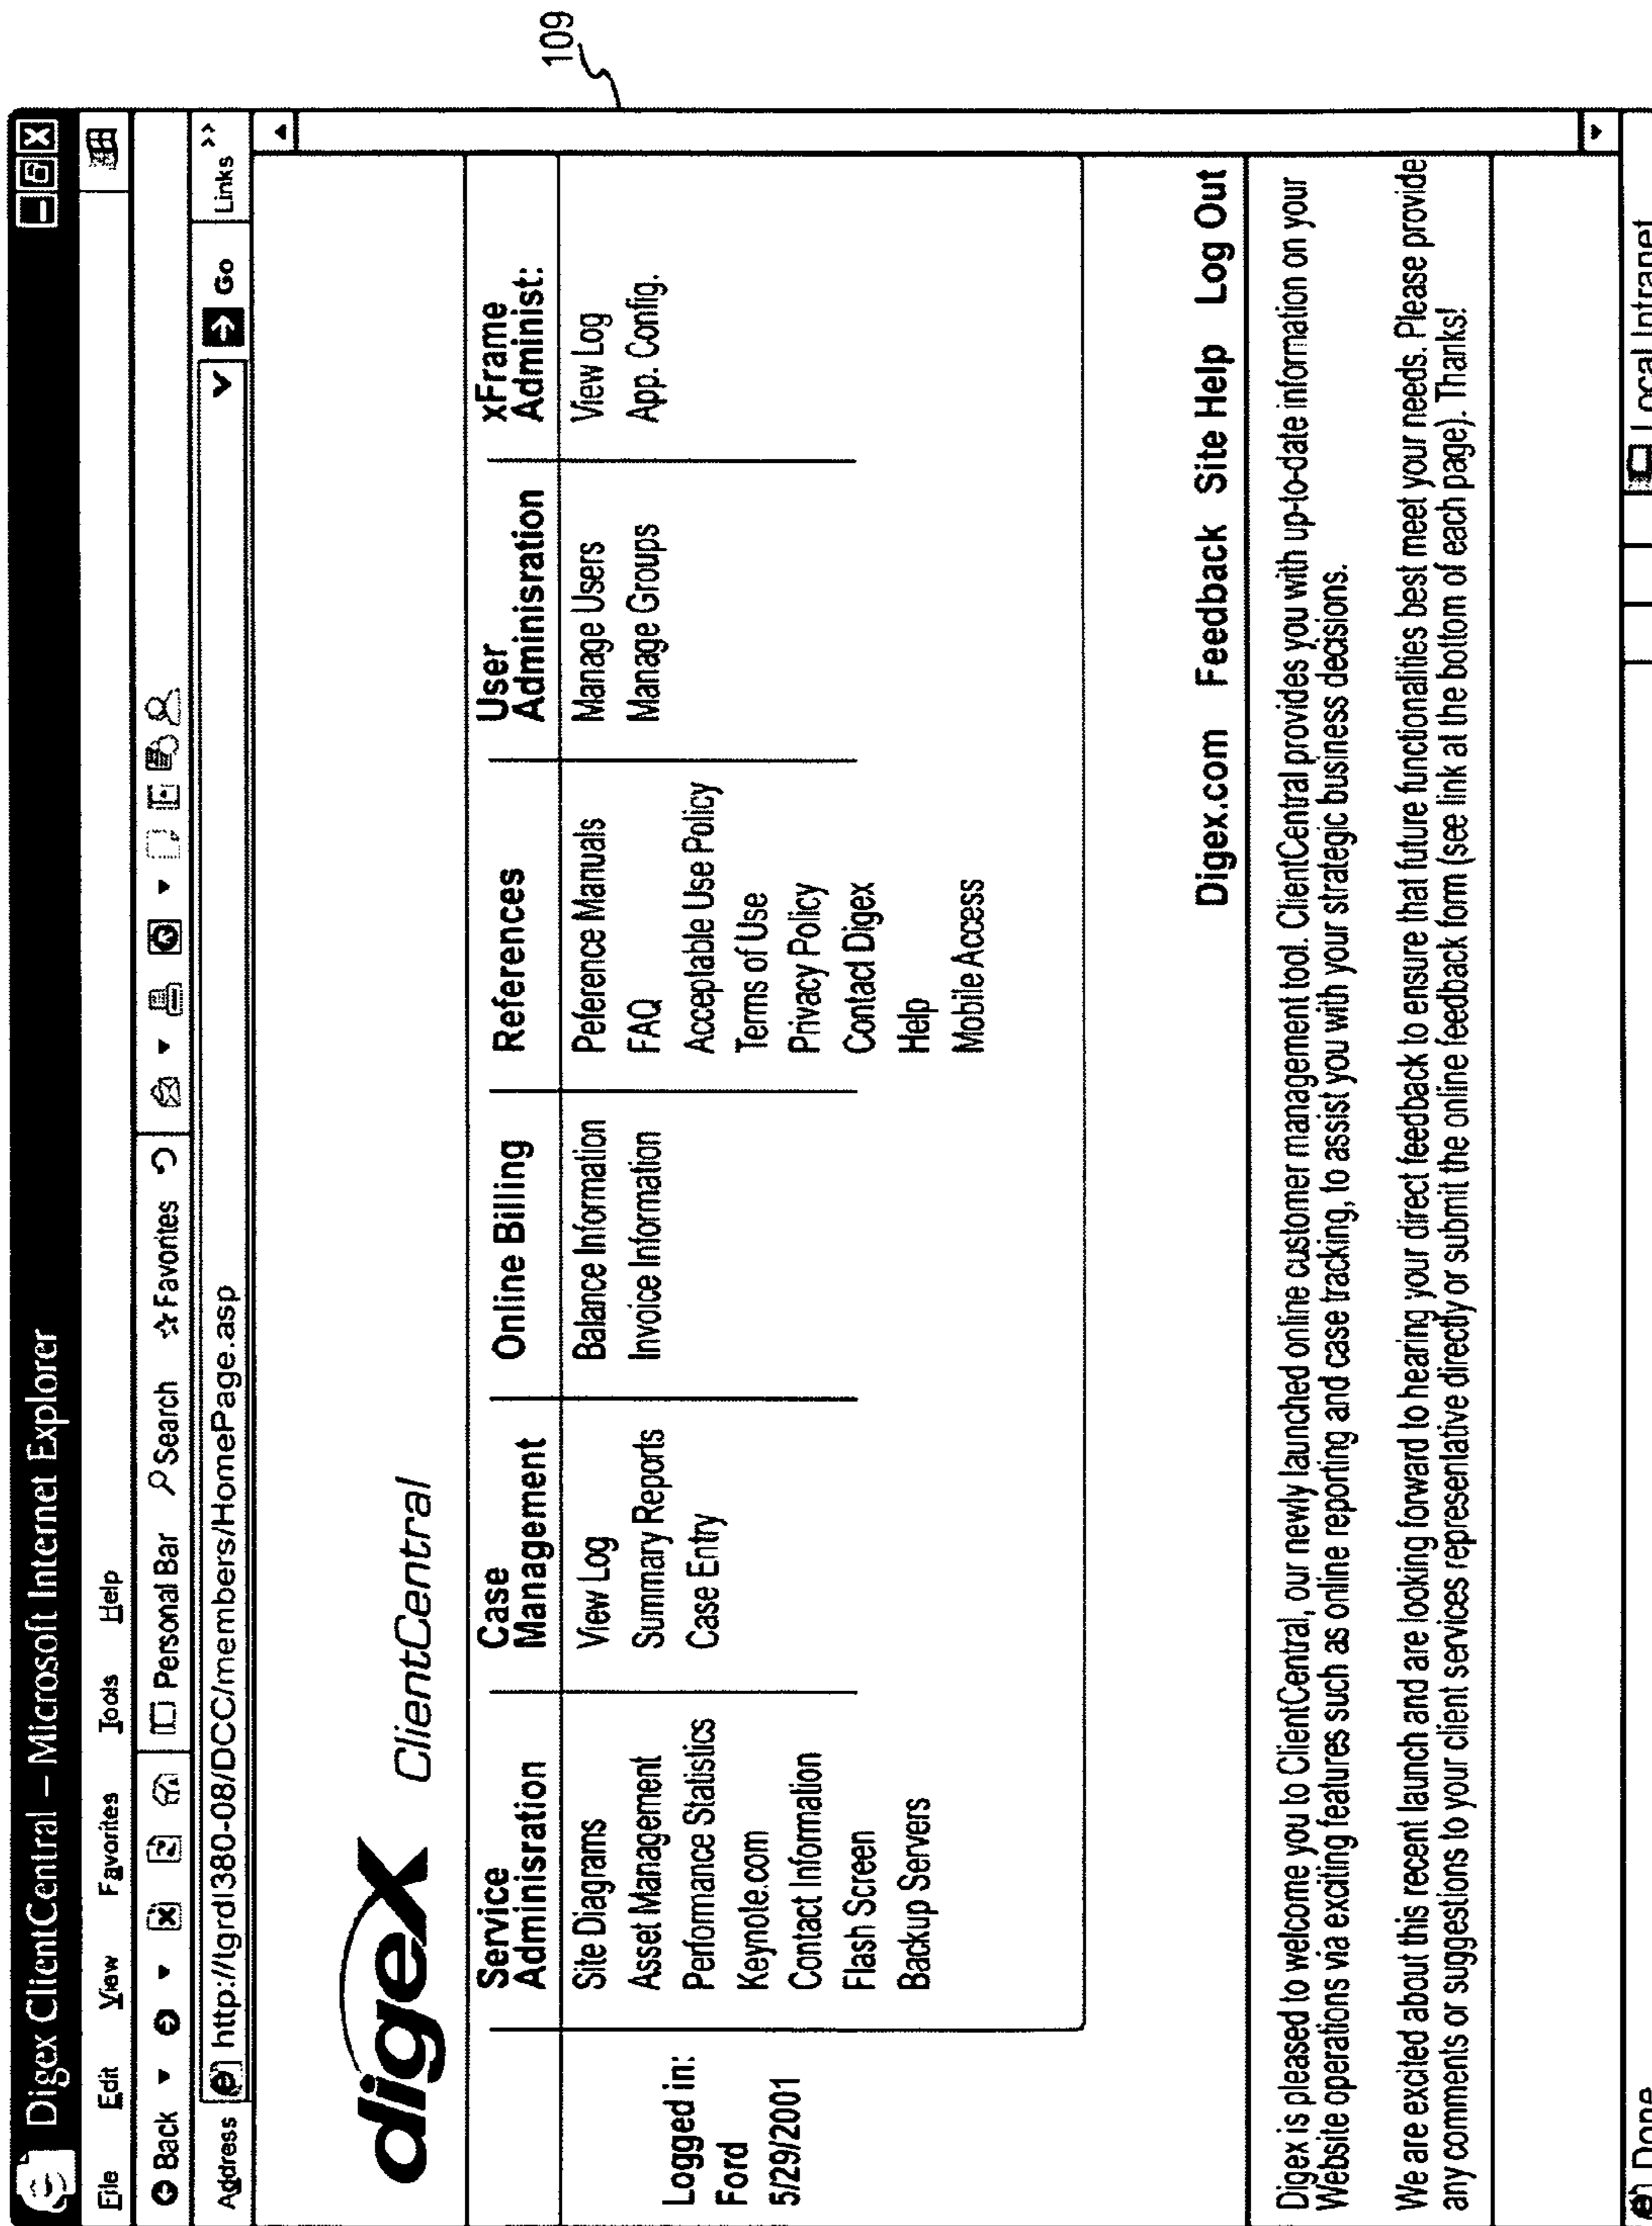 Digex ClientCentral – Microsoft Internet Explorer
File Edit View Favorites Tools Help
Back Personal Bar Search Favorites
Address http://tgrdl380-08/DCC/members/HomePage.asp Go Links >>
109
digex ClientCentral
Service
Adminisration
Site Diagrams
Asset Management
Performance Statistics
Keynote.com
Contact Information
Flash Screen
Backup Servers
Case
Management
View Log
Summary Reports
Case Entry
Online Billing
Balance Information
Invoice Information
References
Peference Manuals
FAQ
Acceptable Use Policy
Terms of Use
Privacy Policy
Contact Digex
Help
Mobile Access
User
Adminisration
Manage Users
Manage Groups
xFrame
Administ:
View Log
App. Config.
Logged in:
Ford
5/29/2001
Digex.com Feedback Site Help Log Out
Digex is pleased to welcome you to ClientCentral, our newly launched online customer management tool. ClientCentral provides you with up-to-date information on your
Website operations via exciting features such as online reporting and case tracking, to assist you with your strategic business decisions.
We are excited about this recent launch and are looking forward to hearing your direct feedback to ensure that future functionalities best meet your needs. Please provide
any comments or suggestions to your client services representative directly or submit the online feedback form (see link at the bottom of each page). Thanks!
Done Local Intranet